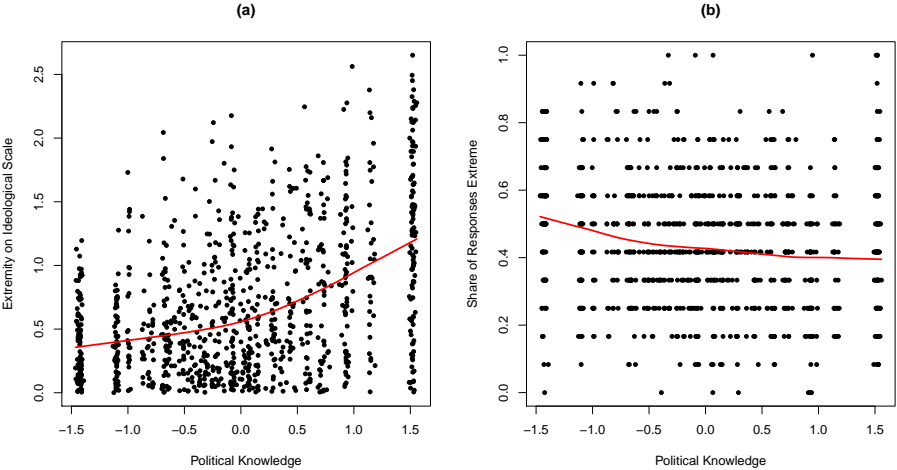 (a)
Extremity on Ideological Scale
2.5
2.0
1.5
1.0
0.5
0.0
−1.5 −1.0 −0.5 0.0 0.5 1.0 1.5
Political Knowledge
(b)
Share of Responses Extreme
1.0
0.8
0.6
0.4
0.2
0.0
−1.5 −1.0 −0.5 0.0 0.5 1.0 1.5
Political Knowledge